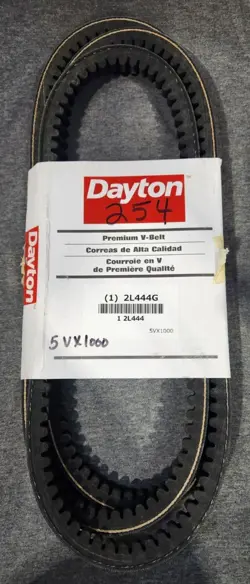 Dayton
254
Premium V-Belt
Correas de Alta Calidad
Courroie en V
de Première Qualité
(1) 2L444G
1 2L444
5VX1000
5VX1000
Dayton